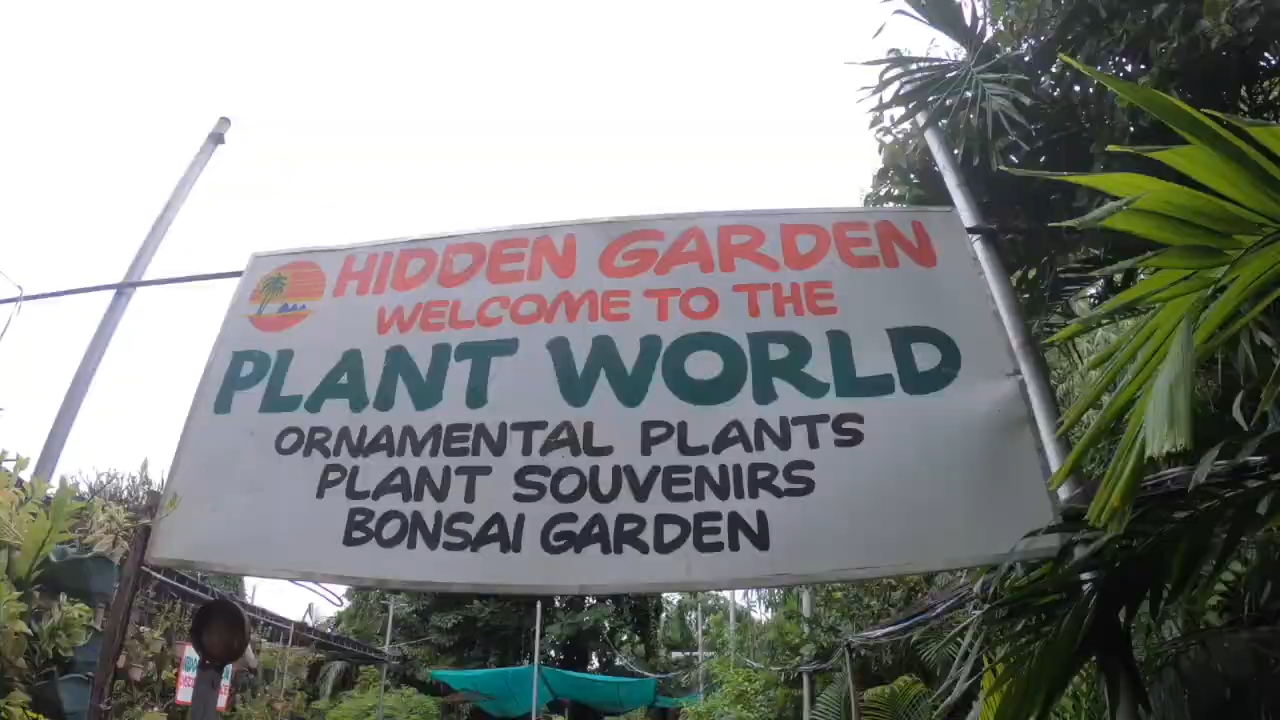 HIDDEN GARDEN
WELCOME TO THE
PLANT WORLD
ORNAMENTAL PLANTS
PLANT SOUVENIRS
BONSAI GARDEN